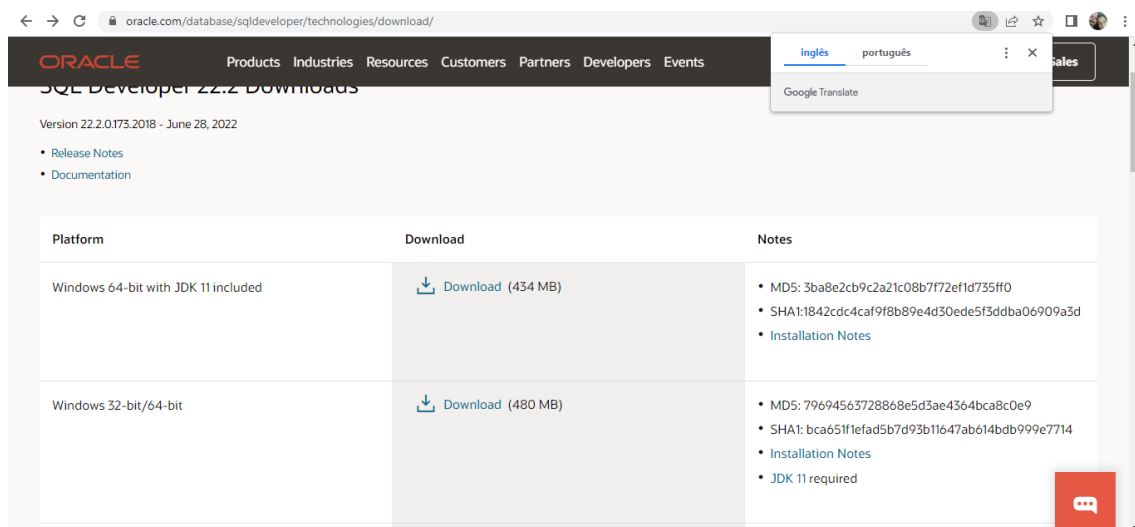 oracle.com/database/sqldeveloper/technologies/download/
inglês português
Google Translate
ORACLE Products Industries Resources Customers Partners Developers Events Sales
SQL Developer 22.2 Downloads
Version 22.2.0.173.2018 - June 28, 2022
• Release Notes
• Documentation
Platform Download Notes
Windows 64-bit with JDK 11 included Download (434 MB)
• MD5: 3ba8e2cb9c2a21c08b7f72ef1d735ff0
• SHA1:1842cdc4caf9f8b89e4d30ede5f3ddba06909a3d
• Installation Notes
Windows 32-bit/64-bit Download (480 MB)
• MD5: 79694563728868e5d3ae4364bca8c0e9
• SHA1: bca651f1efad5b7d93b11647ab614bdb999e7714
• Installation Notes
• JDK 11 required